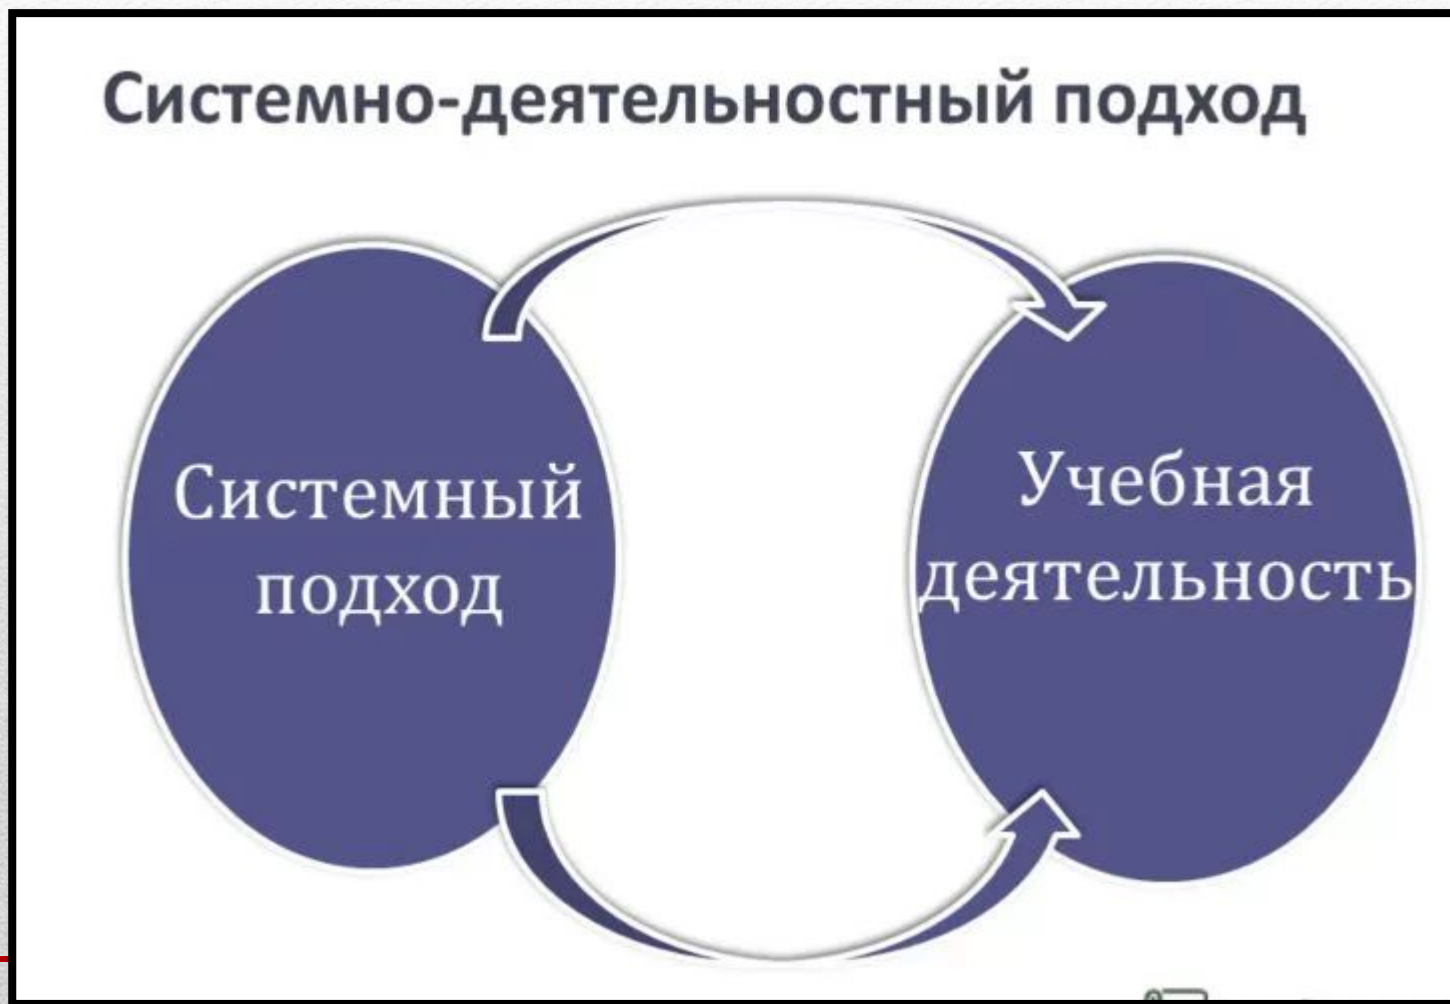 Системно-деятельностный подход
Системный
подход
Учебная
деятельность